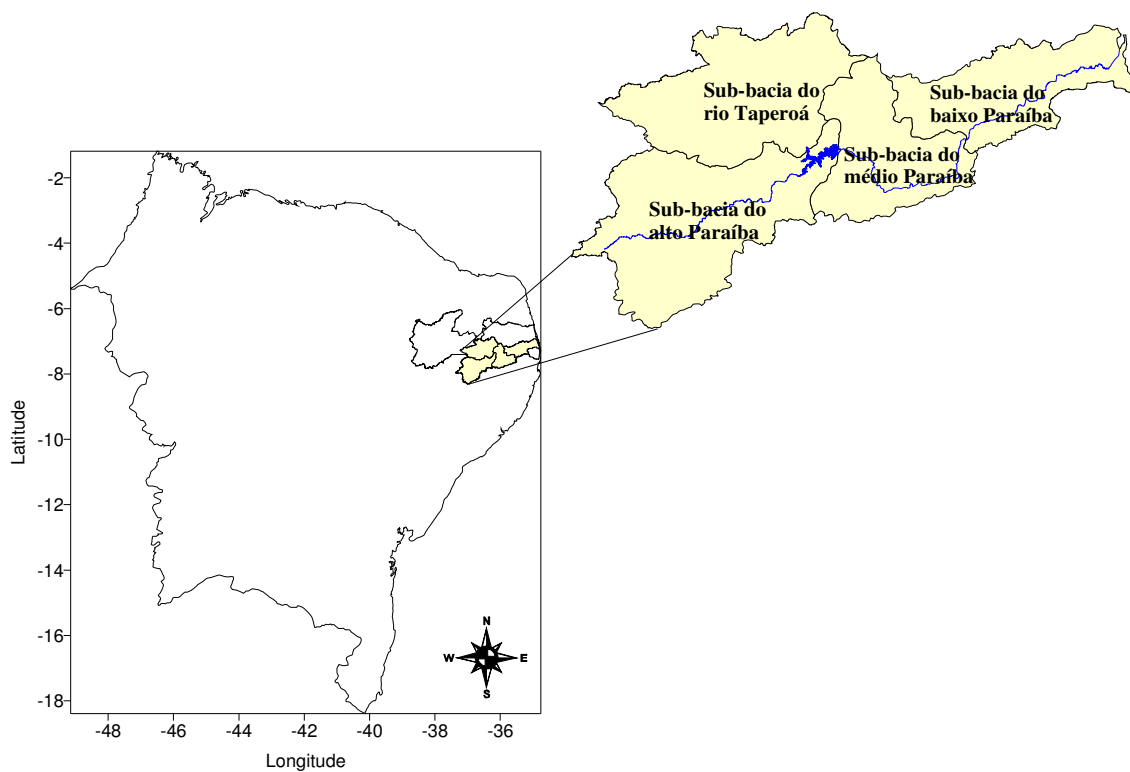 Sub-bacia do
rio Taperoá
Sub-bacia do
baixo Paraíba
Sub-bacia do
médio Paraíba
Sub-bacia do
alto Paraíba
-2
-4
-6
-8
-10
-12
-14
-16
-18
Latitude
N
W E
S
-48 -46 -44 -42 -40 -38 -36 -34
Longitude